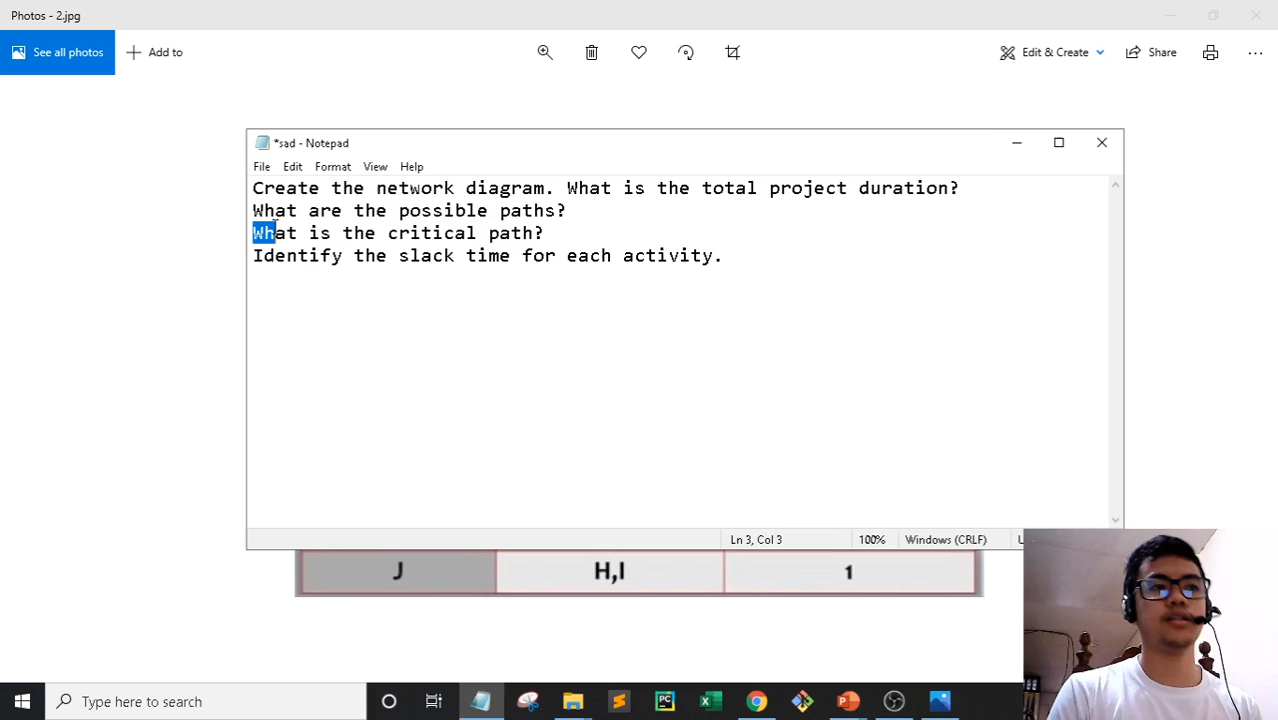 Photos - 2.jpg
See all photos
Add to
Edit & Create
Share
*sad - Notepad
File Edit Format View Help
Create the network diagram. What is the total project duration?
What are the possible paths?
What is the critical path?
Identify the slack time for each activity.
Ln 3, Col 3 100% Windows (CRLF)
J H,I 1
Type here to search